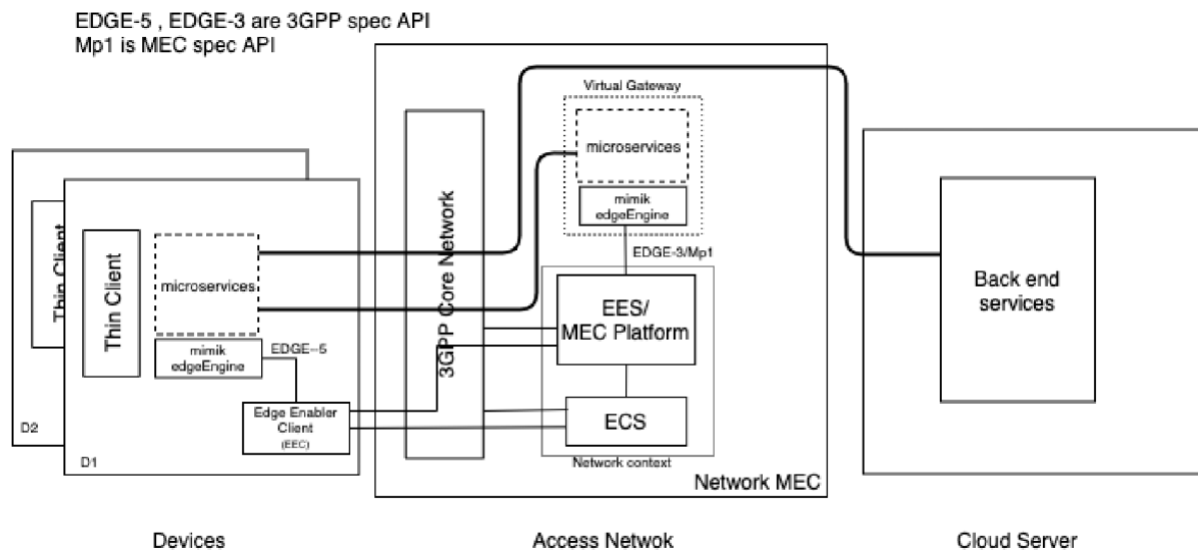 EDGE-5 , EDGE-3 are 3GPP spec API
Mp1 is MEC spec API
Virtual Gateway
microservices
mimik
edgeEngine
EDGE-3/Mp1
3GPP Core Network
EES/
MEC Platform
ECS
Network context
Network MEC
Thin Client
Thin Client
microservices
mimik
edgeEngine
EDGE--5
Edge Enabler
Client
(EEC)
D2
D1
Back end
services
Devices
Access Netwok
Cloud Server